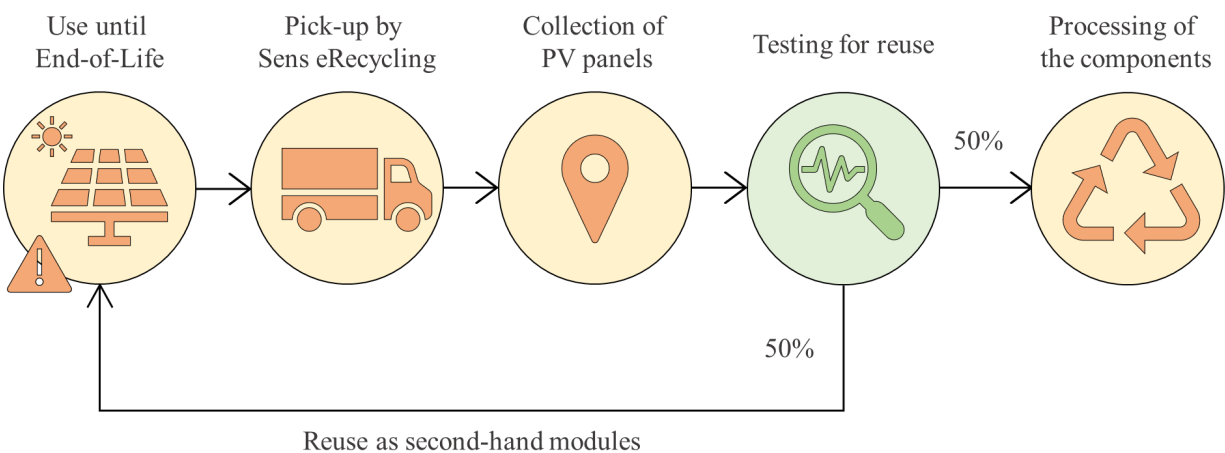 Use until
End-of-Life
Pick-up by
Sens eRecycling
Collection of
PV panels
Testing for reuse
Processing of
the components
50%
50%
Reuse as second-hand modules